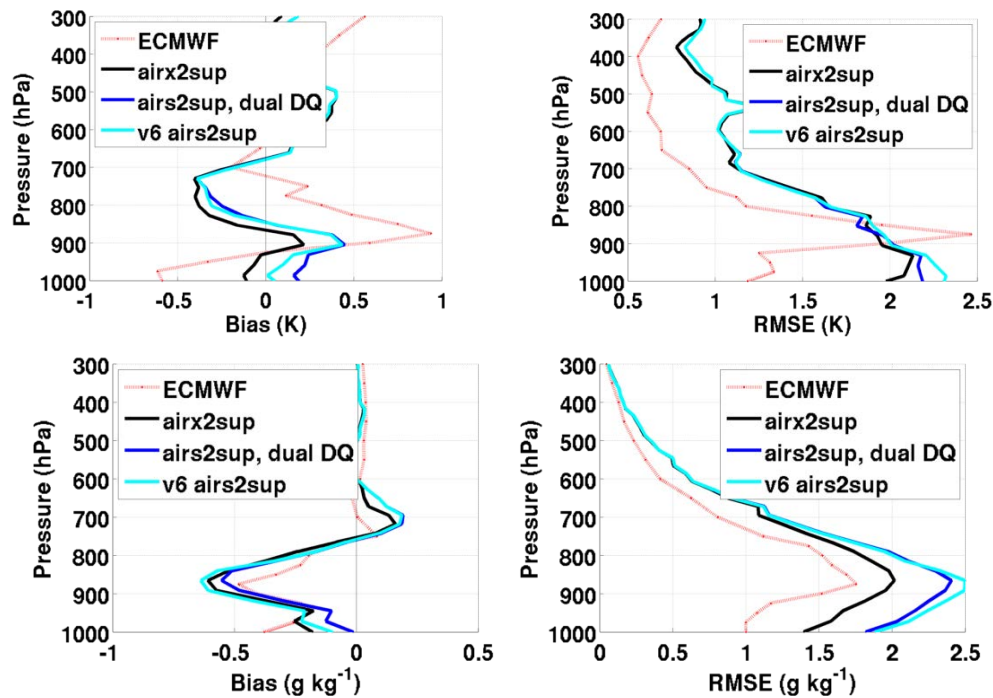 300
400
500
600
700
800
900
1000
Pressure (hPa)
ECMWF
airx2sup
airs2sup, dual DQ
v6 airs2sup
-1
-0.5
0
0.5
1
Bias (K)
300
400
500
600
700
800
900
1000
Pressure (hPa)
ECMWF
airx2sup
airs2sup, dual DQ
v6 airs2sup
0.5
1
1.5
2
2.5
RMSE (K)
300
400
500
600
700
800
900
1000
Pressure (hPa)
ECMWF
airx2sup
airs2sup, dual DQ
v6 airs2sup
-1
-0.5
0
0.5
Bias (g kg⁻¹)
300
400
500
600
700
800
900
1000
Pressure (hPa)
ECMWF
airx2sup
airs2sup, dual DQ
v6 airs2sup
0
0.5
1
1.5
2
2.5
RMSE (g kg⁻¹)